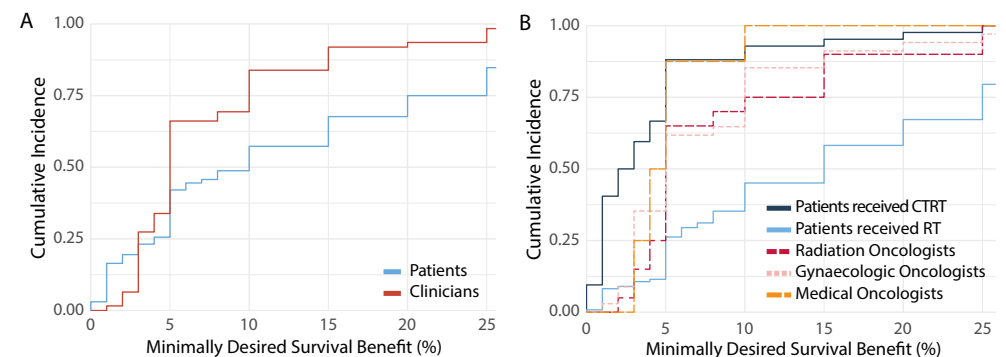 A
1.00
0.75
0.50
0.25
0.00
0 5 10 15 20 25
Cumulative Incidence
Minimally Desired Survival Benefit (%)
Patients
Clinicians
B
1.00
0.75
0.50
0.25
0.00
0 5 10 15 20 25
Cumulative Incidence
Minimally Desired Survival Benefit (%)
Patients received CTRT
Patients received RT
Radiation Oncologists
Gynaecologic Oncologists
Medical Oncologists